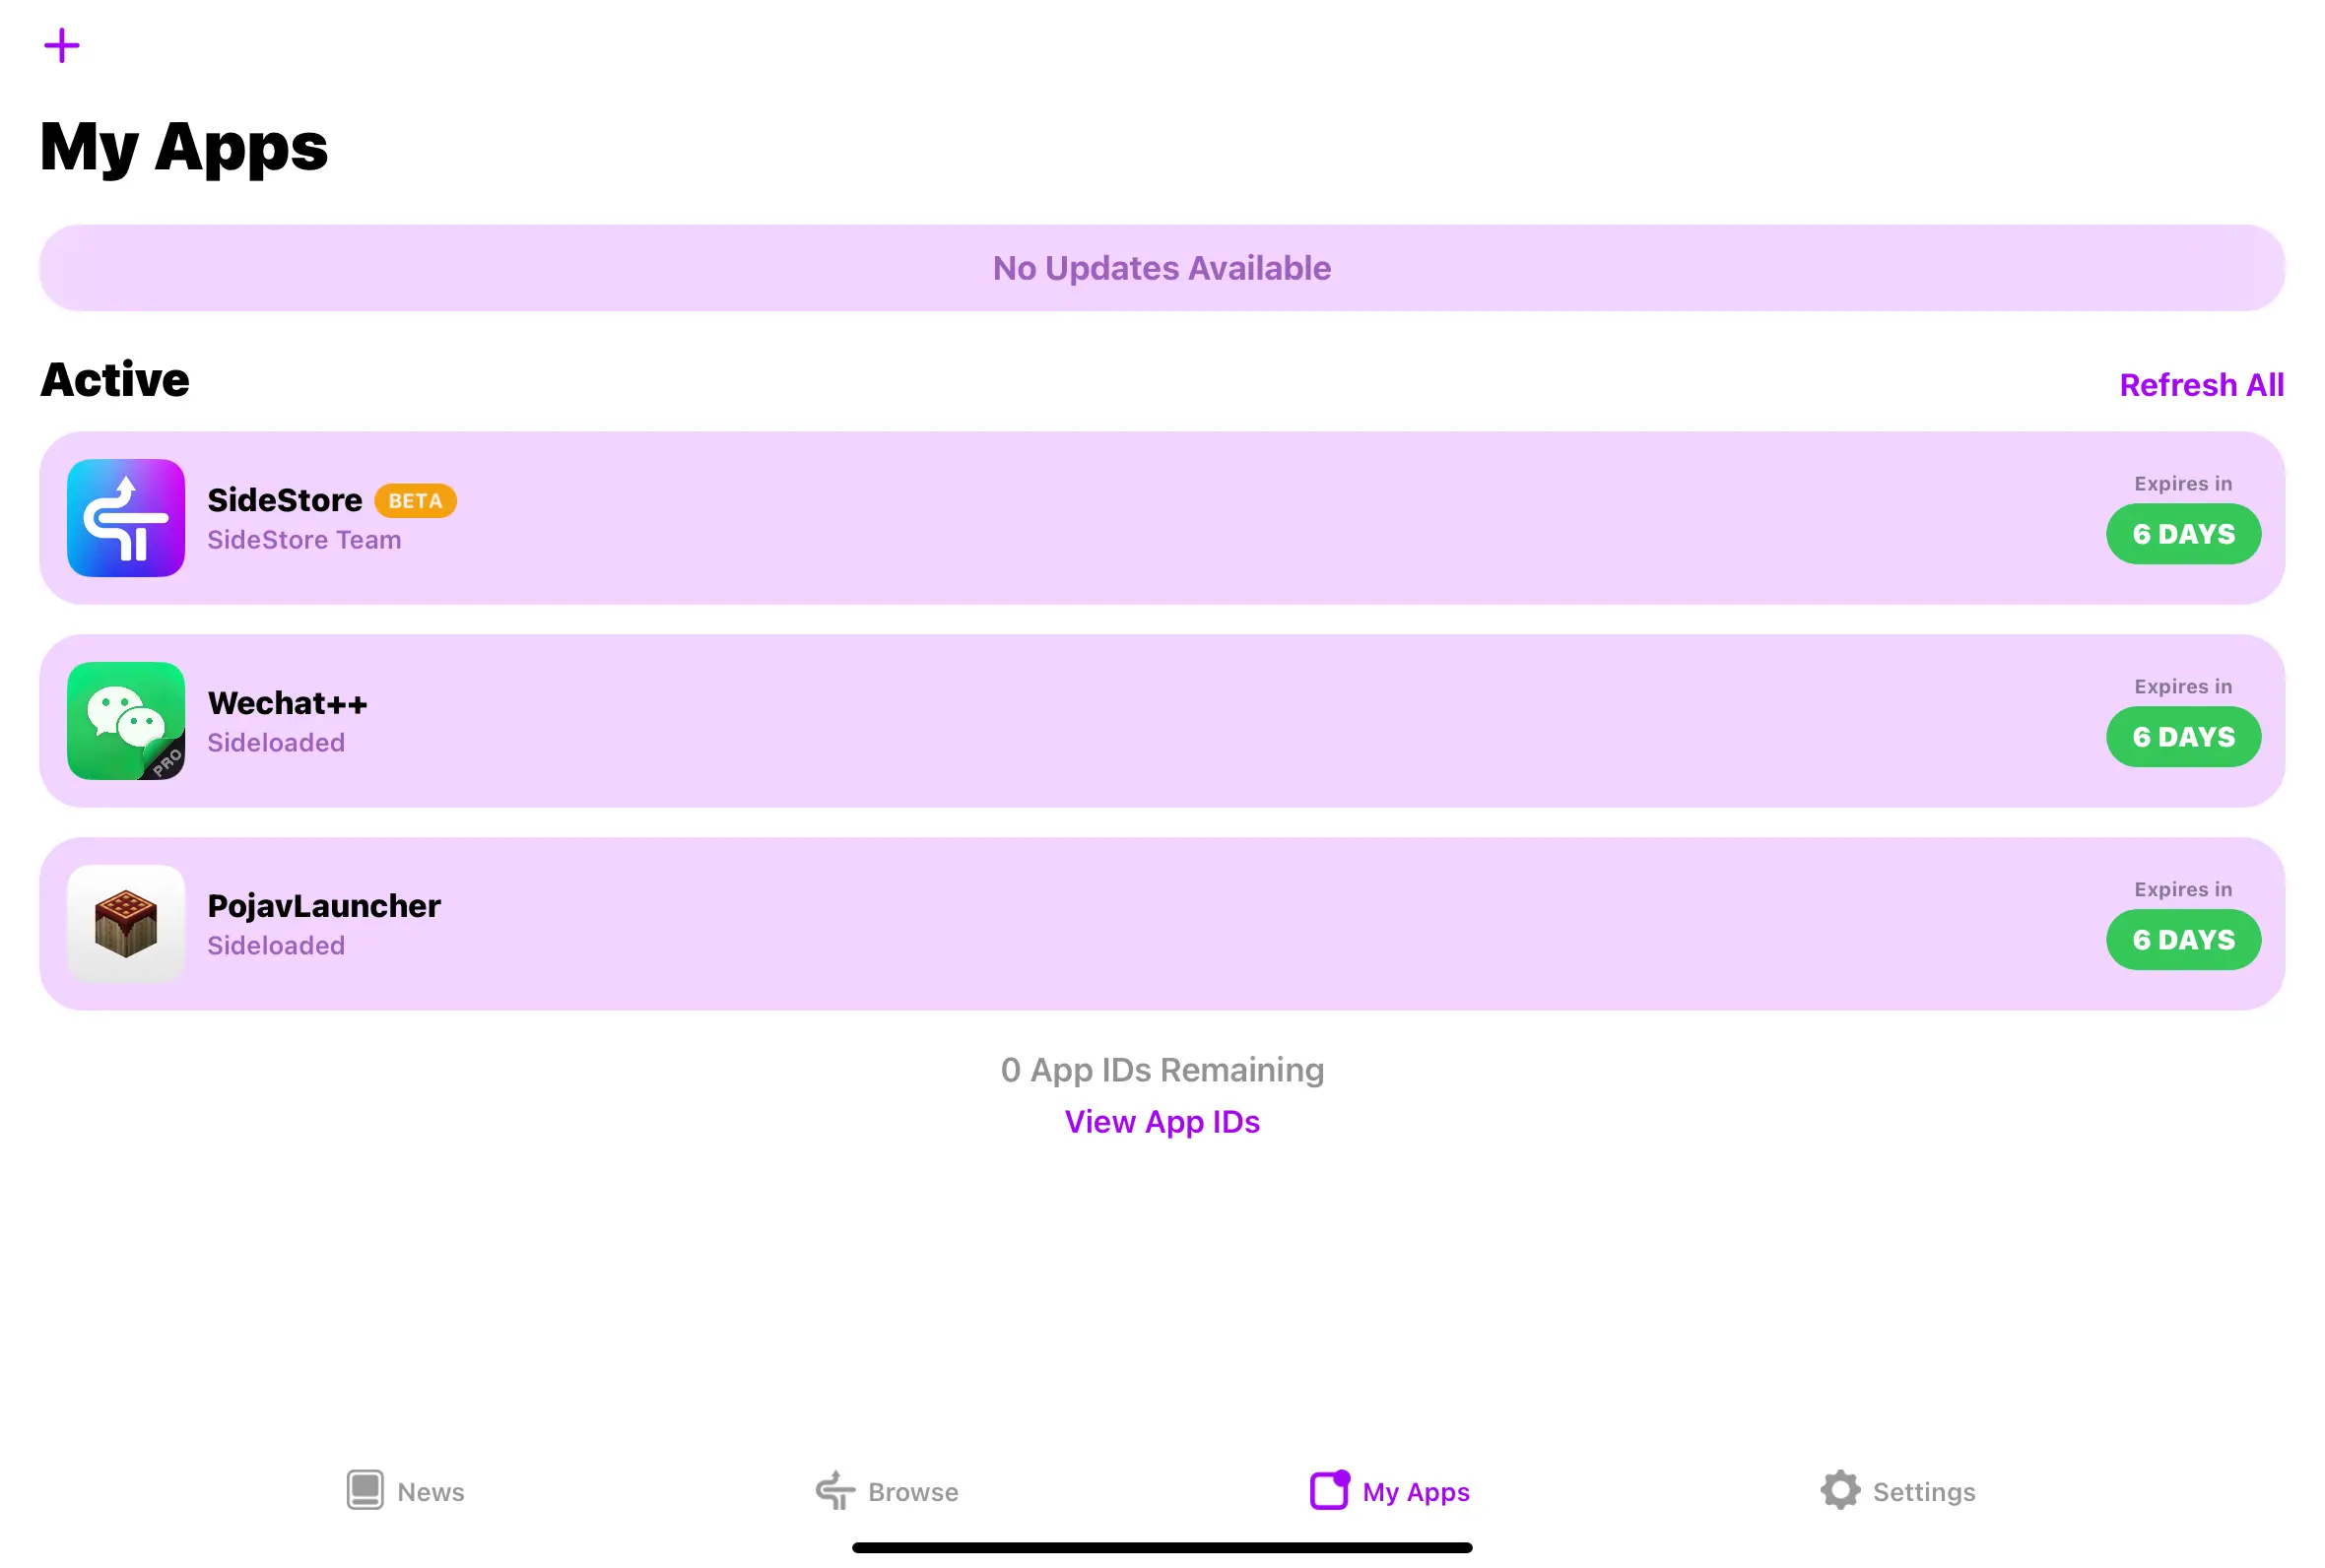 My Apps
No Updates Available
Active
Refresh All
SideStore BETA
SideStore Team
Expires in
6 DAYS
PRO
Wechat++
Sideloaded
Expires in
6 DAYS
PojavLauncher
Sideloaded
Expires in
6 DAYS
0 App IDs Remaining
View App IDs
News
Browse
My Apps
Settings